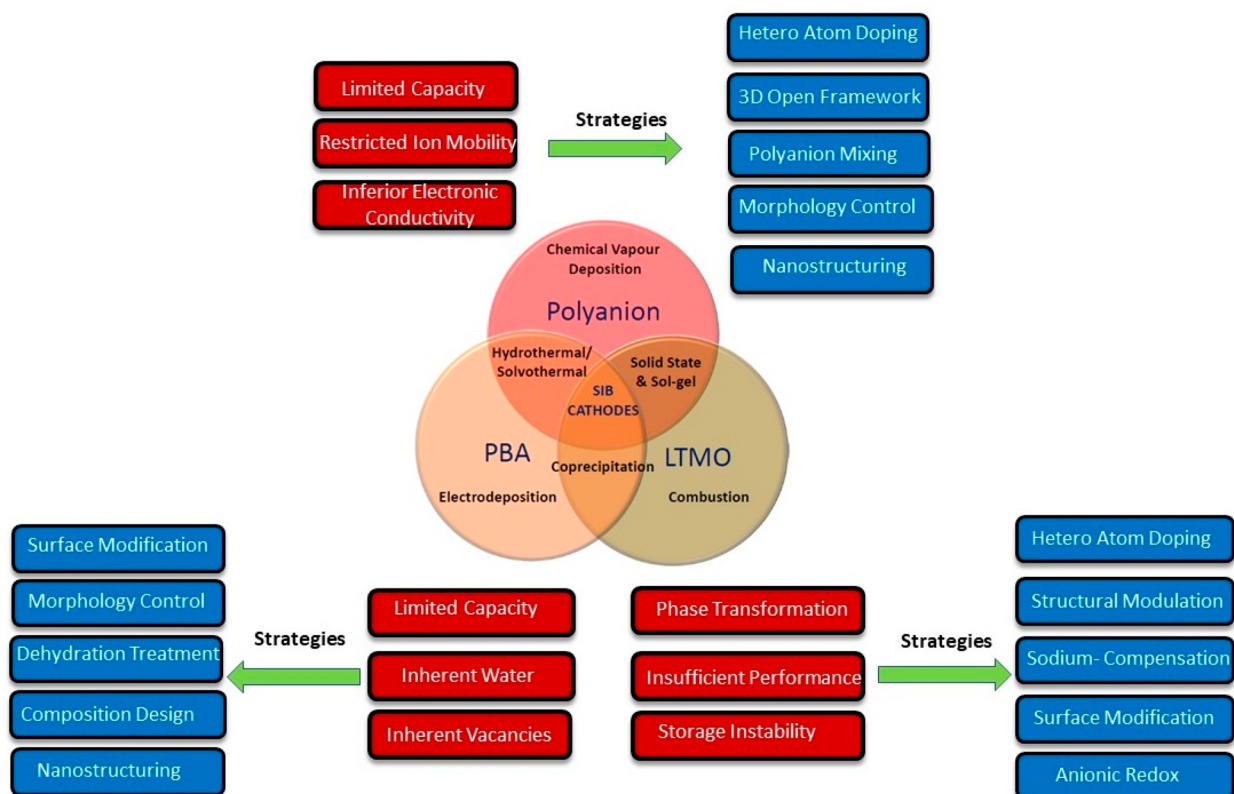 Limited Capacity
Restricted Ion Mobility
Inferior Electronic
Conductivity
Strategies
Hetero Atom Doping
3D Open Framework
Polyanion Mixing
Morphology Control
Nanostructuring
Chemical Vapour
Deposition
Polyanion
Hydrothermal/
Solvothermal
Solid State
& Sol-gel
SIB
CATHODES
PBA
Coprecipitation
LTMO
Electrodeposition
Combustion
Surface Modification
Morphology Control
Dehydration Treatment
Composition Design
Nanostructuring
Strategies
Limited Capacity
Inherent Water
Inherent Vacancies
Phase Transformation
Insufficient Performance
Storage Instability
Strategies
Hetero Atom Doping
Structural Modulation
Sodium- Compensation
Surface Modification
Anionic Redox